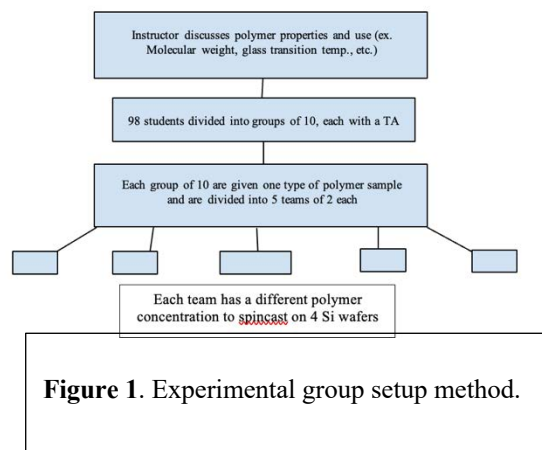 Instructor discusses polymer properties and use (ex.
Molecular weight, glass transition temp., etc.)
98 students divided into groups of 10, each with a TA
Each group of 10 are given one type of polymer sample
and are divided into 5 teams of 2 each
Each team has a different polymer
concentration to spincast on 4 Si wafers
Figure 1. Experimental group setup method.